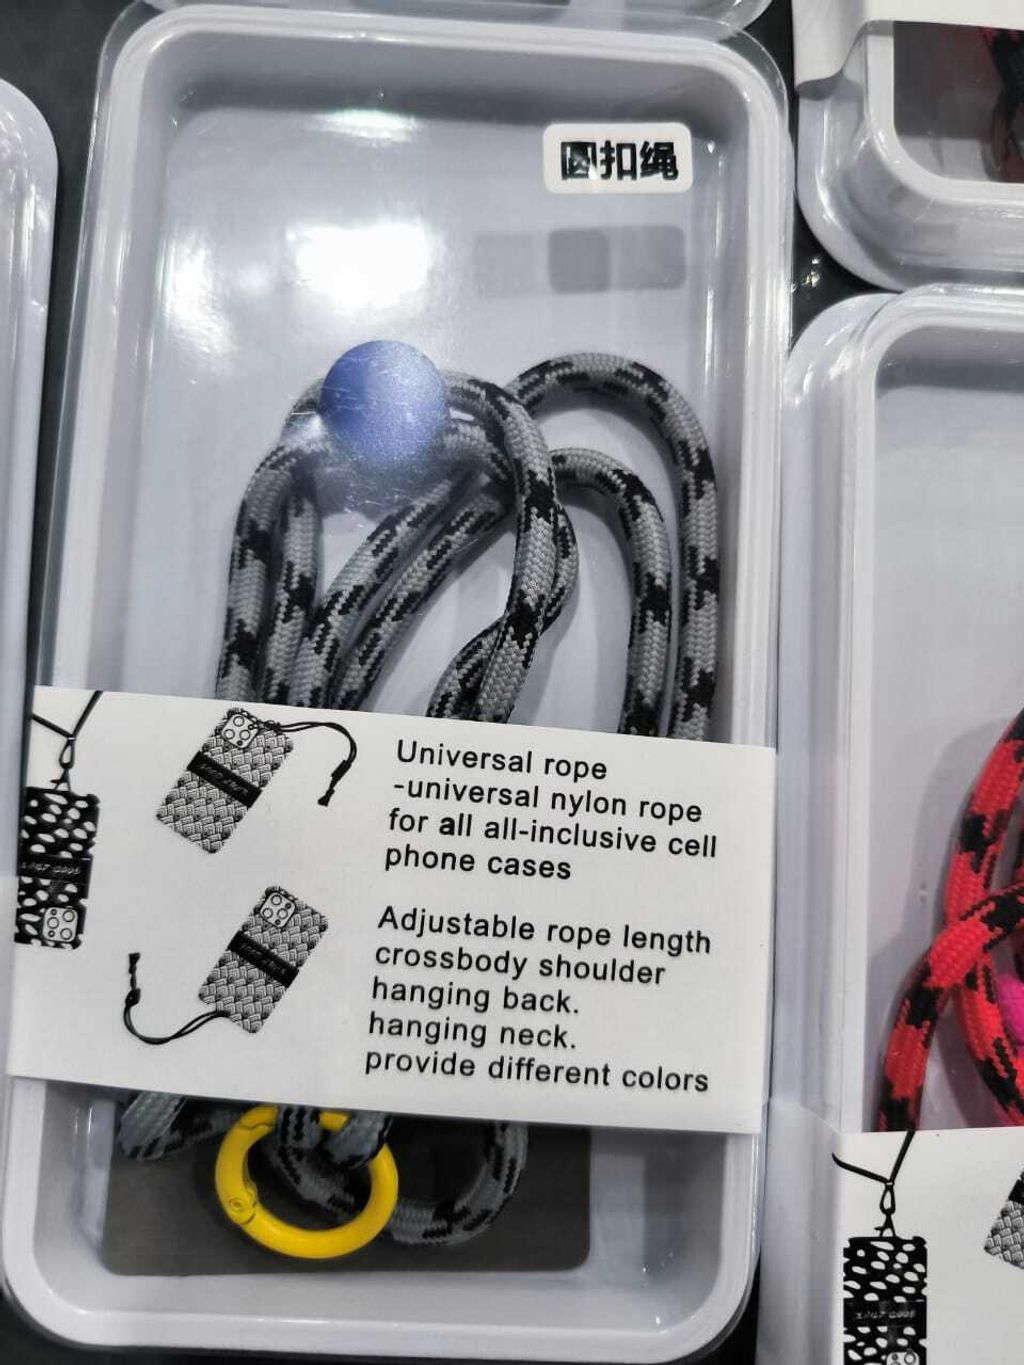 圆扣绳
Universal rope
-universal nylon rope
for all all-inclusive cell
phone cases
Adjustable rope length
crossbody shoulder
hanging back.
hanging neck.
provide different colors